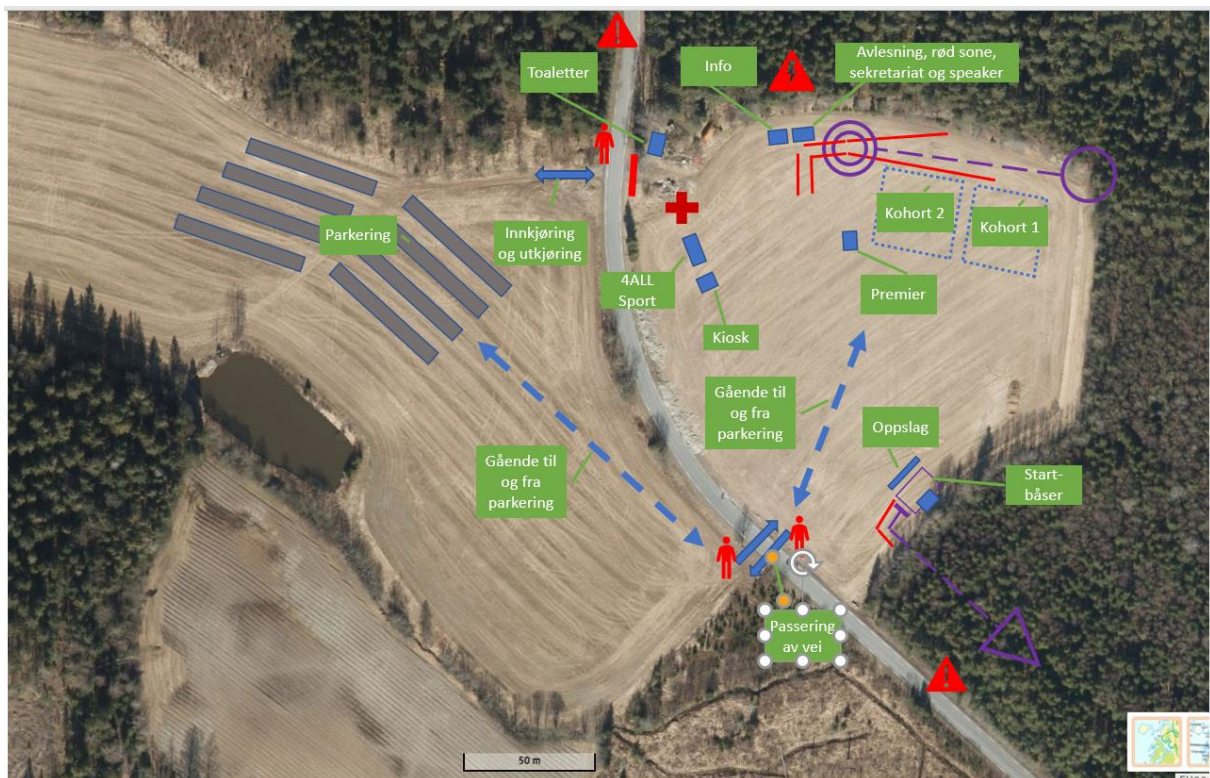 Toaletter
Info
Avlesning, rød sone,
sekretariat og speaker
Parkering
Innkjøring
og utkjøring
Kohort 2
Kohort 1
4ALL
Sport
Premier
Kiosk
Gående til
og fra
parkering
Oppslag
Gående til
og fra
parkering
Start-
båser
Passering
av vei
50 m